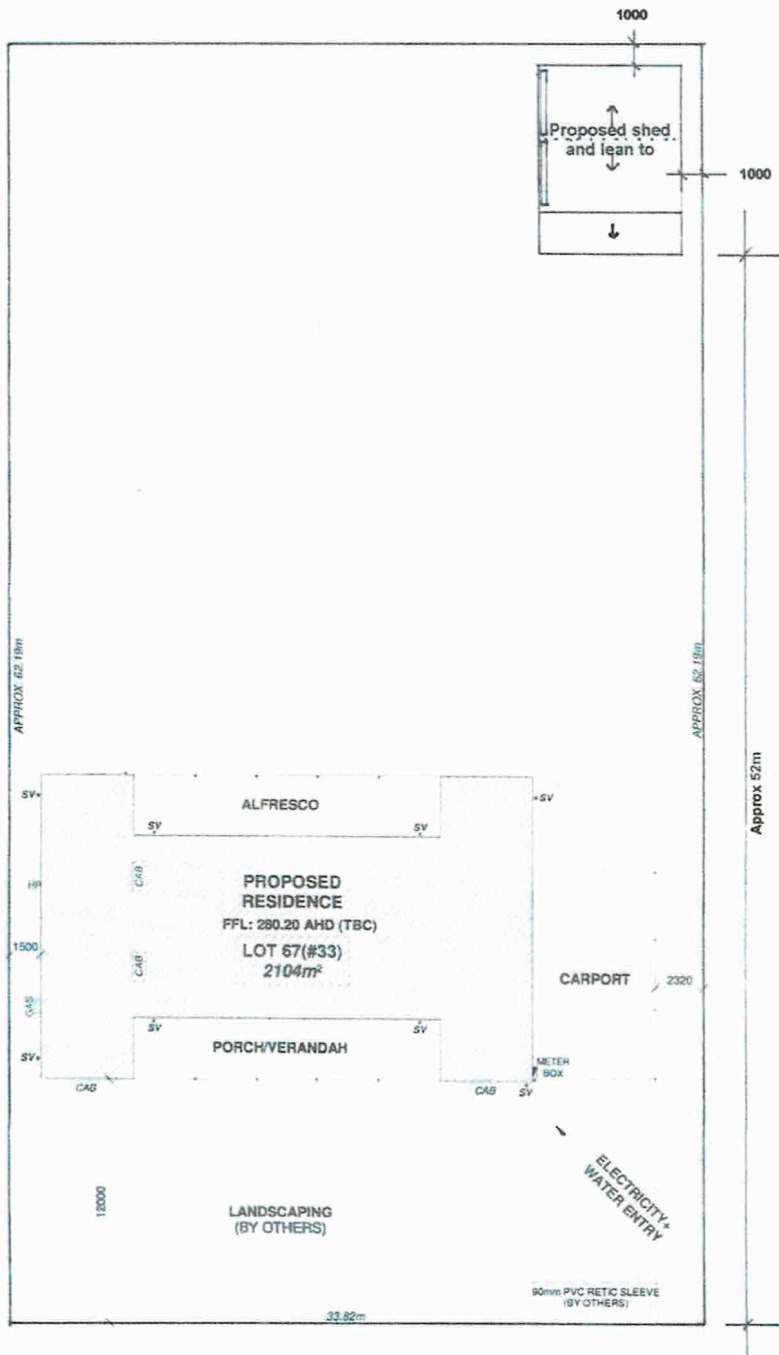 1000
Proposed shed
and lean to
1000
APPROX. 62.19m
APPROX. 62.19m
Approx 52m
SV
ALFRESCO
SV
SV
SV
HP
CAB
PROPOSED
RESIDENCE
FFL: 280.20 AHD (TBC)
LOT 67(#33)
2104m²
1500
CAB
CARPORT
2320
GAS
SV
SV
PORCH/VERANDAH
SV
METER
BOX
CAB
CAB
SV
ELECTRICITY+
WATER ENTRY
12000
LANDSCAPING
(BY OTHERS)
90mm PVC RETIC SLEEVE
(BY OTHERS)
33.82m